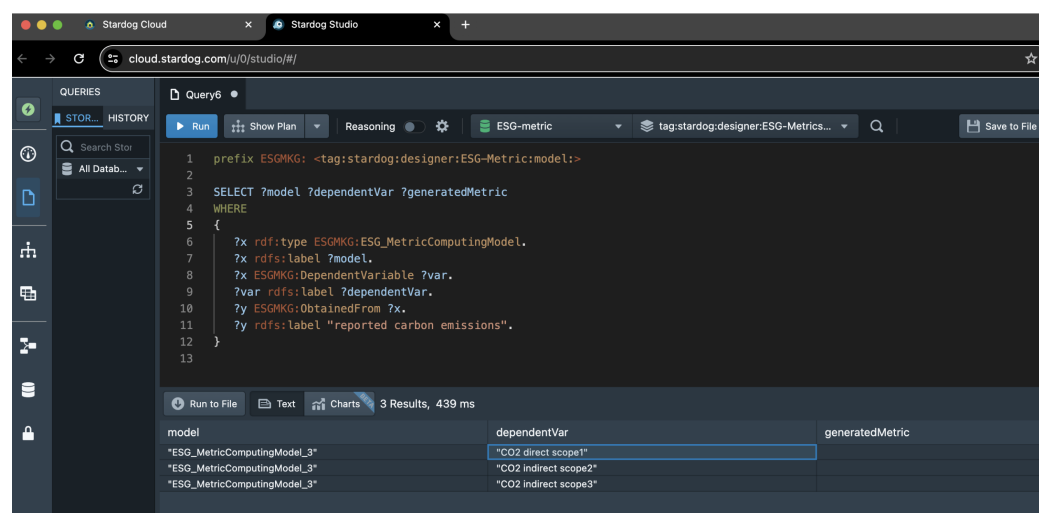 Stardog Cloud × Stardog Studio × +
cloud.stardog.com/u/0/studio/#/
QUERIES
Query6
STOR... HISTORY
Run Show Plan Reasoning ESG-metric tag:stardog:designer:ESG-Metrics... Save to File
Search Stor
All Datab...
1 prefix ESGMKG: <tag:stardog:designer:ESG-Metric:model:>
2
3 SELECT ?model ?dependentVar ?generatedMetric
4 WHERE
5 {
6 ?x rdf:type ESGMKG:ESG_MetricComputingModel.
7 ?x rdfs:label ?model.
8 ?x ESGMKG:DependentVariable ?var.
9 ?var rdfs:label ?dependentVar.
10 ?y ESGMKG:ObtainedFrom ?x.
11 ?y rdfs:label "reported carbon emissions".
12 }
13
Run to File Text Charts 3 Results, 439 ms
model dependentVar generatedMetric
"ESG_MetricComputingModel_3" "CO2 direct scope1"
"ESG_MetricComputingModel_3" "CO2 indirect scope2"
"ESG_MetricComputingModel_3" "CO2 indirect scope3"